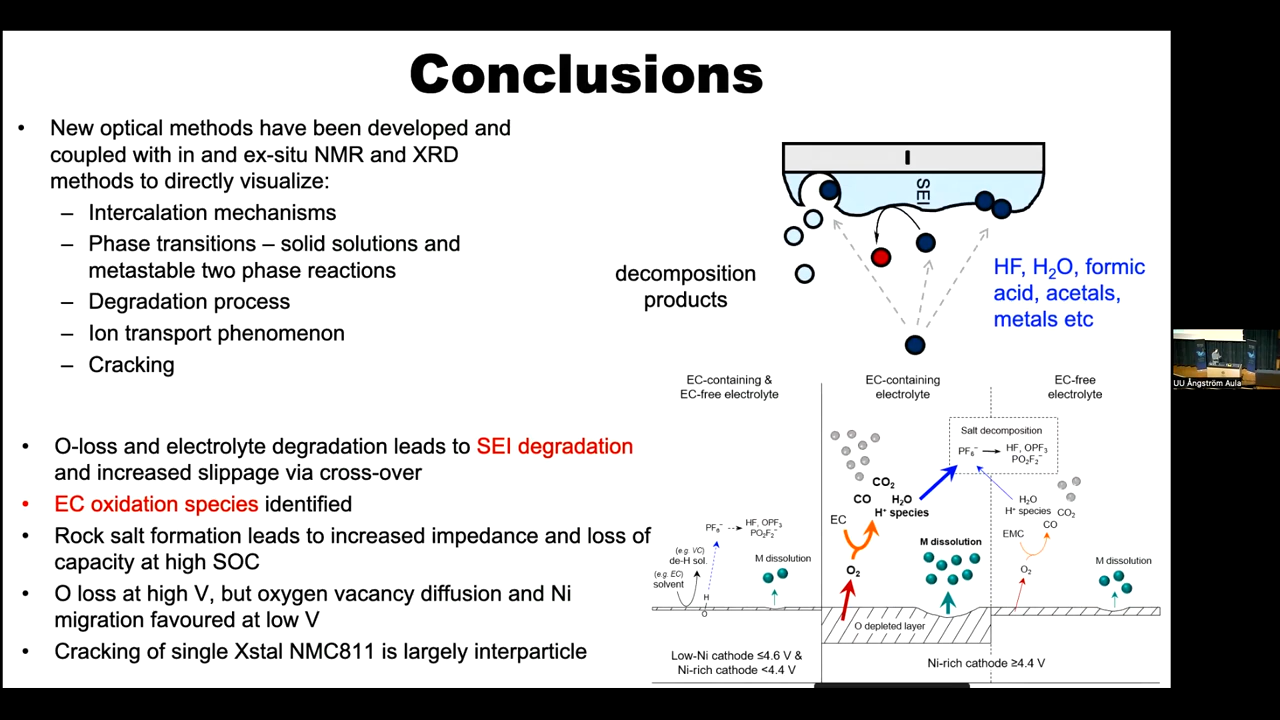 Conclusions
• New optical methods have been developed and
coupled with in and ex-situ NMR and XRD
methods to directly visualize:
– Intercalation mechanisms
– Phase transitions – solid solutions and
metastable two phase reactions
– Degradation process
– Ion transport phenomenon
– Cracking
• O-loss and electrolyte degradation leads to SEI degradation
and increased slippage via cross-over
• EC oxidation species identified
• Rock salt formation leads to increased impedance and loss of
capacity at high SOC
• O loss at high V, but oxygen vacancy diffusion and Ni
migration favoured at low V
• Cracking of single Xstal NMC811 is largely interparticle
I
SEI
decomposition
products
HF, H₂O, formic
acid, acetals,
metals etc
EC-containing &
EC-free electrolyte
EC-containing
electrolyte
EC-free
electrolyte
Salt decomposition
PF₆⁻
HF, OPF₃
PO₂F₂⁻
CO₂
CO
H₂O
H⁺ species
EC
O₂
M dissolution
O depleted layer
PF₆⁻
HF, OPF₃
PO₂F₂⁻
(e.g. VC)
de-H sol.
(e.g. EC)
solvent
H
O
M dissolution
H₂O
H⁺ species
CO₂
CO
EMC
O₂
M dissolution
Low-Ni cathode ≤4.6 V &
Ni-rich cathode <4.4 V
Ni-rich cathode ≥4.4 V
UU Ångström Aula